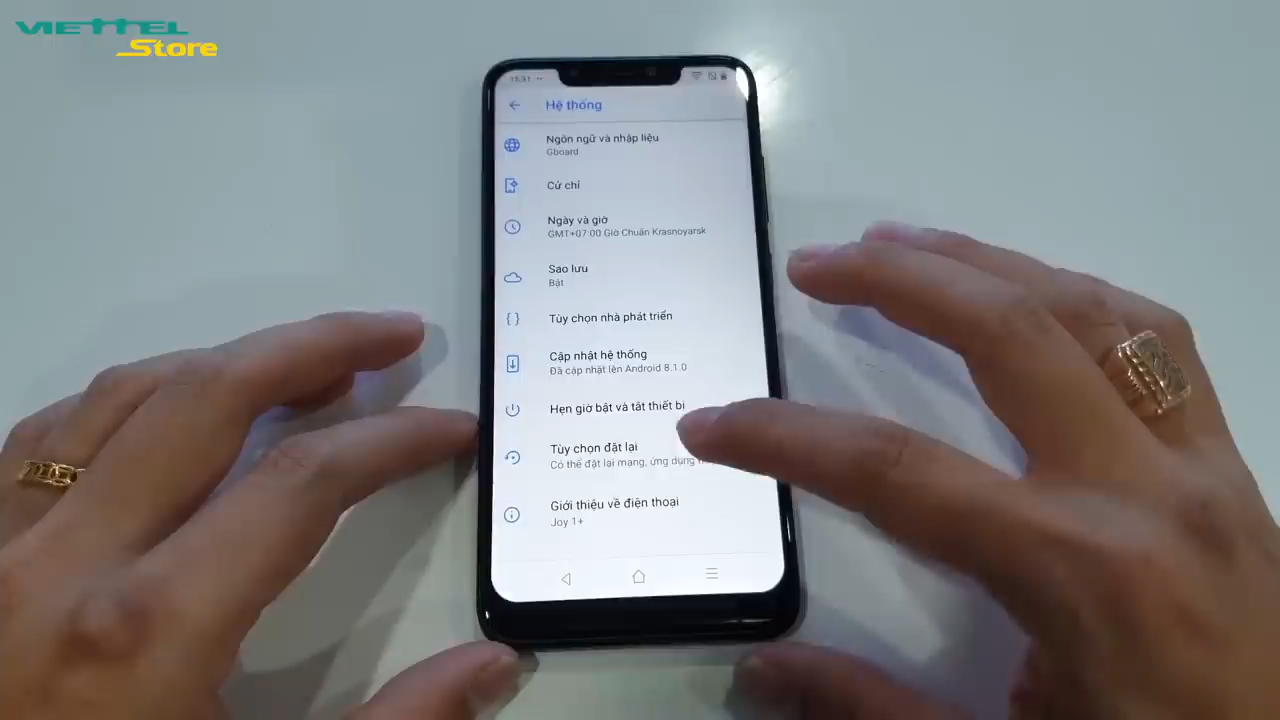 VIETTEL
Store
15:31
Hệ thống
Ngôn ngữ và nhập liệu
Gboard
Cử chỉ
Ngày và giờ
GMT+07:00 Giờ Chuẩn Krasnoyarsk
Sao lưu
Bật
Tùy chọn nhà phát triển
Cập nhật hệ thống
Đã cập nhật lên Android 8.1.0
Hẹn giờ bật và tắt thiết bị
Tùy chọn đặt lại
Có thể đặt lại mạng, ứng dụng
Giới thiệu về điện thoại
Joy 1+